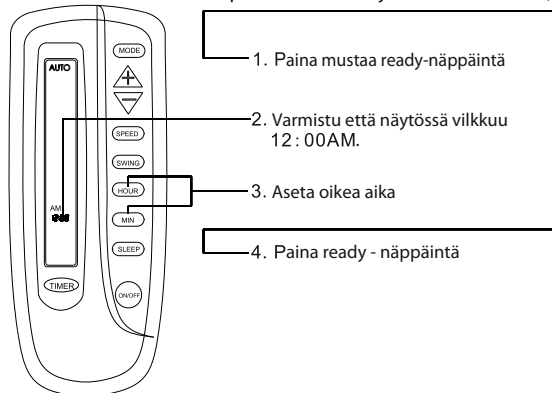 MODE
AUTO
1. Paina mustaa ready-näppäintä
SPEED
2. Varmistu että näytössä vilkkuu
12:00AM.
SWING
HOUR
3. Aseta oikea aika
AM
MIN
SLEEP
4. Paina ready - näppäintä
TIMER
ON/OFF